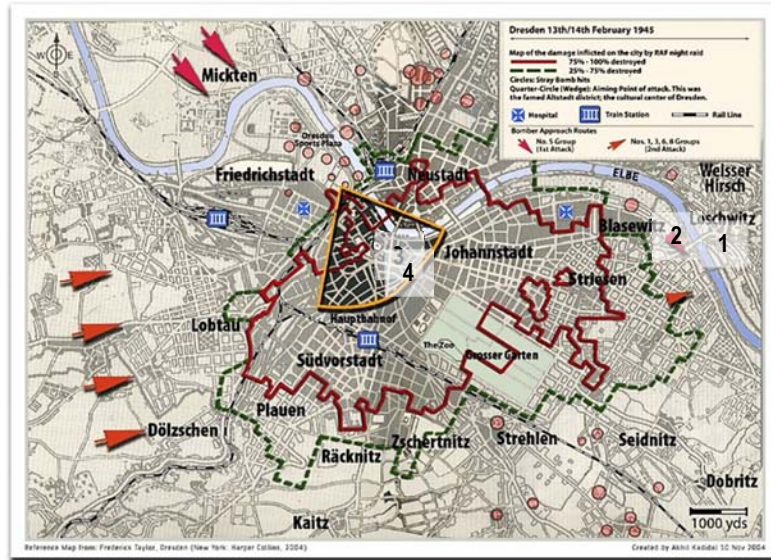 Dresden 13th/14th February 1945
Map of the damage inflicted on the city by RAF night raid
75% - 100% destroyed
25% - 75% destroyed
Circles: Stray Bomb hits
Quarter-Circle (Wedge): Aiming Point of attack. This was
the famed Altstadt district; the cultural center of Dresden.
Hospital Train Station Rail Line
Bomber Approach Routes
No. 5 Group
(1st Attack)
Nos. 1, 3, 6, 8 Groups
(2nd Attack)
N
W E
Mickten
Dresden
Sports Plaza
Friedrichstadt
Neustadt
ELBE
Weisser
Hirsch
Loschwitz
Blasewitz
2
1
3
4
Johannstadt
Striesen
Hauptbahnhof
Lobtau
The Zoo
Grosser Garten
Südvorstadt
Plauen
Dölzschen
Räcknitz
Zschertnitz
Strehlen
Seidnitz
Dobritz
Kaitz
1000 yds
Reference Map from: Frederick Taylor, Dresden (New York: Harper Collins, 2004)
Created by Akhil Kadidal 10 Nov 2004